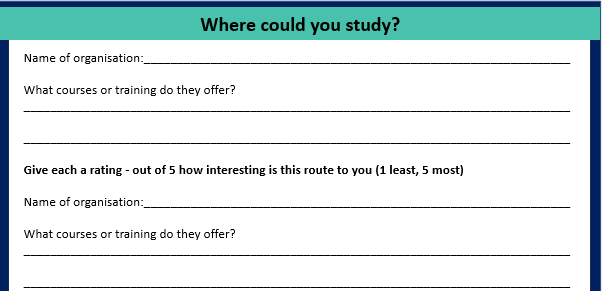 Where could you study?
Name of organisation:
What courses or training do they offer?
Give each a rating - out of 5 how interesting is this route to you (1 least, 5 most)
Name of organisation:
What courses or training do they offer?